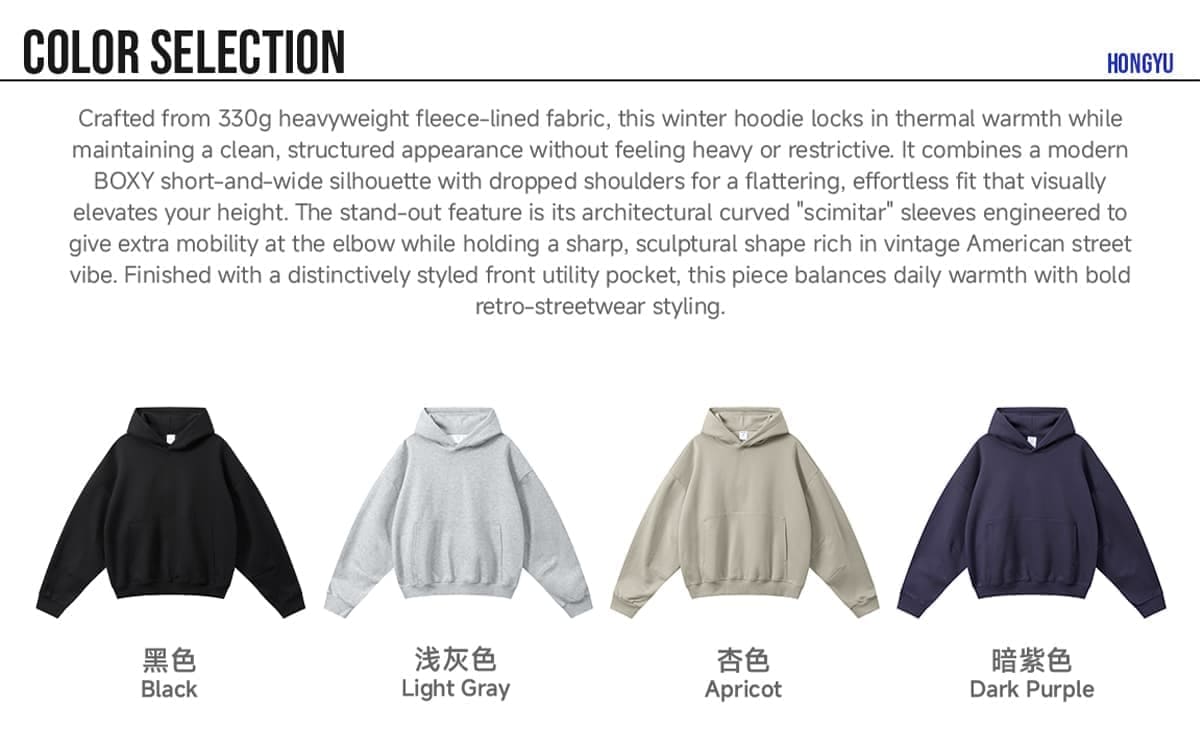 COLOR SELECTION
HONGYU
Crafted from 330g heavyweight fleece-lined fabric, this winter hoodie locks in thermal warmth while
maintaining a clean, structured appearance without feeling heavy or restrictive. It combines a modern
BOXY short-and-wide silhouette with dropped shoulders for a flattering, effortless fit that visually
elevates your height. The stand-out feature is its architectural curved "scimitar" sleeves engineered to
give extra mobility at the elbow while holding a sharp, sculptural shape rich in vintage American street
vibe. Finished with a distinctively styled front utility pocket, this piece balances daily warmth with bold
retro-streetwear styling.
黑色
Black
浅灰色
Light Gray
杏色
Apricot
暗紫色
Dark Purple